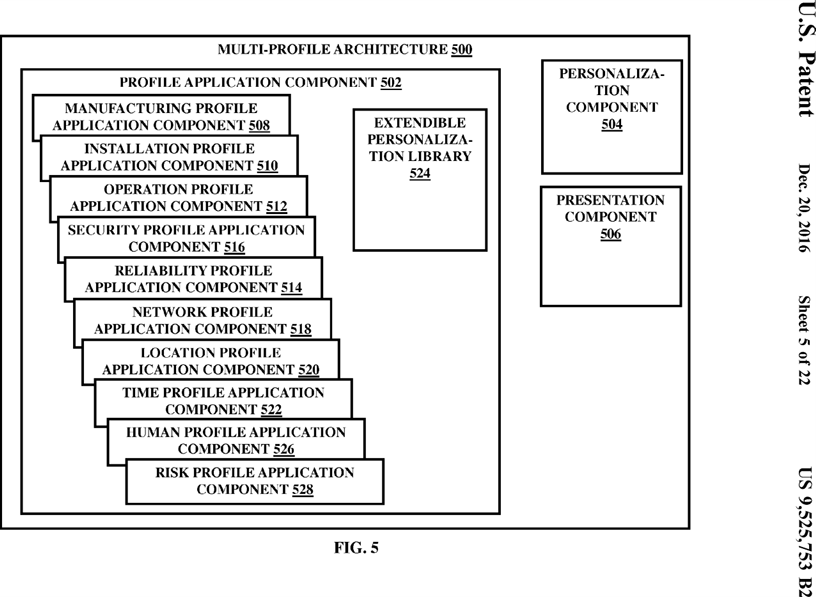 MULTI-PROFILE ARCHITECTURE 500
PROFILE APPLICATION COMPONENT 502
MANUFACTURING PROFILE
APPLICATION COMPONENT 508
INSTALLATION PROFILE
APPLICATION COMPONENT 510
OPERATION PROFILE
APPLICATION COMPONENT 512
SECURITY PROFILE APPLICATION
COMPONENT 516
RELIABILITY PROFILE
APPLICATION COMPONENT 514
NETWORK PROFILE
APPLICATION COMPONENT 518
LOCATION PROFILE
APPLICATION COMPONENT 520
TIME PROFILE APPLICATION
COMPONENT 522
HUMAN PROFILE APPLICATION
COMPONENT 526
RISK PROFILE APPLICATION
COMPONENT 528
EXTENDIBLE
PERSONALIZA-
TION LIBRARY
524
PERSONALIZA-
TION
COMPONENT
504
PRESENTATION
COMPONENT
506
FIG. 5
U.S. Patent Dec. 20, 2016 Sheet 5 of 22 US 9,525,753 B2